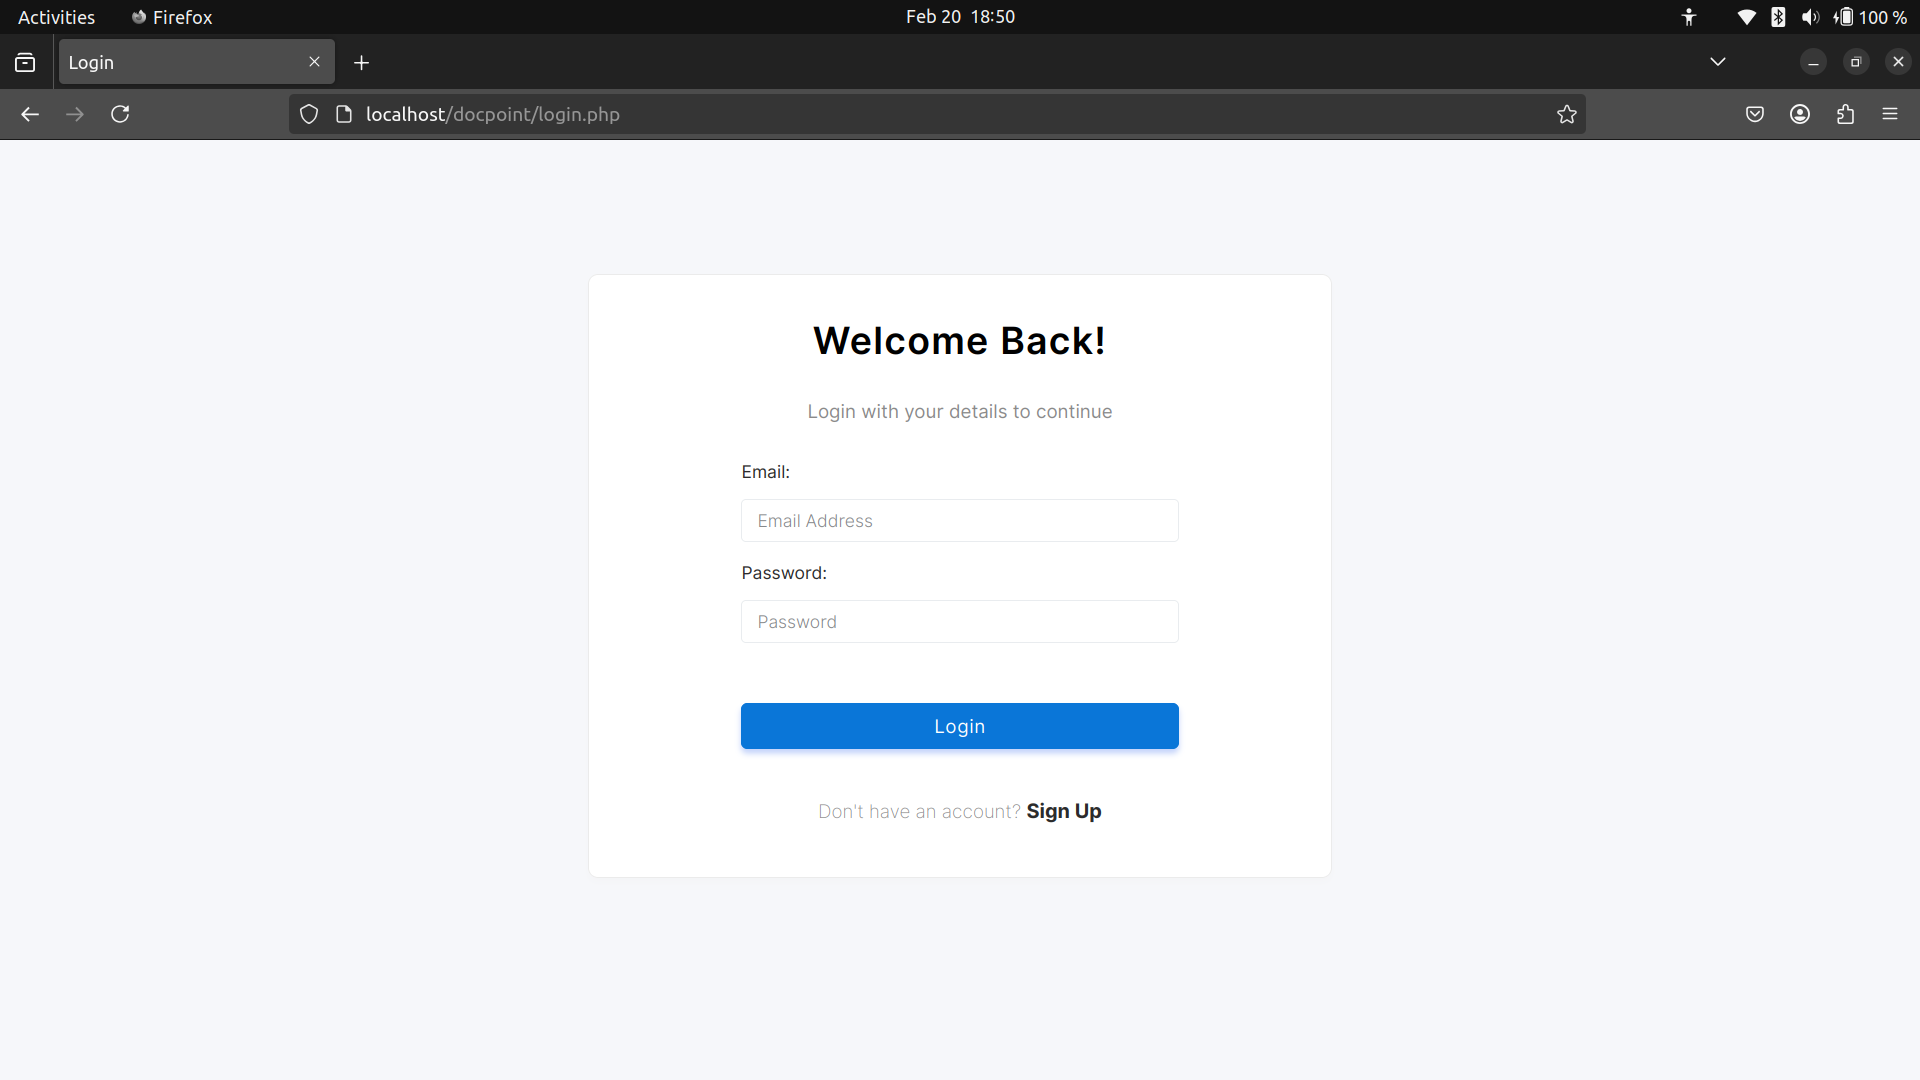 Activities
Firefox
Feb 20 18:50
100 %
Login
localhost/docpoint/login.php
Welcome Back!
Login with your details to continue
Email:
Email Address
Password:
Password
Login
Don't have an account? Sign Up